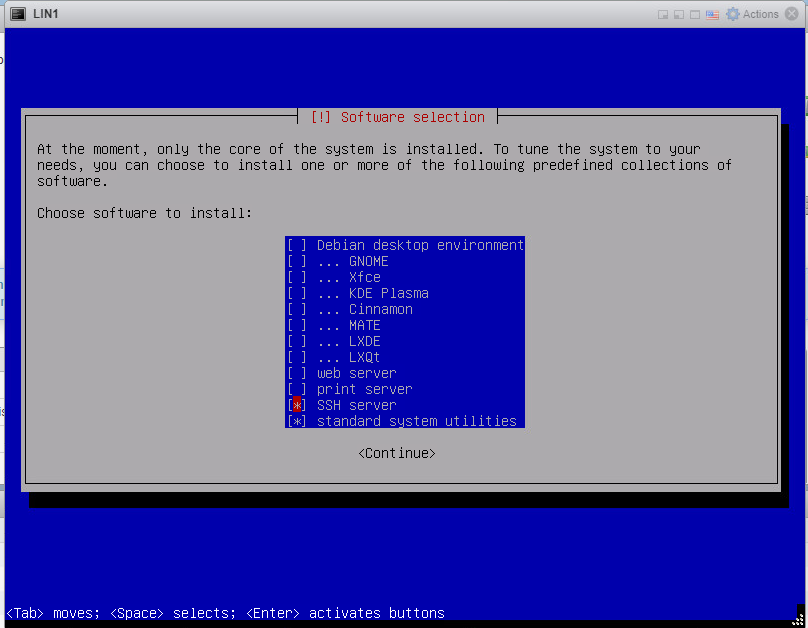 LIN1
Actions
[!] Software selection
At the moment, only the core of the system is installed. To tune the system to your
needs, you can choose to install one or more of the following predefined collections of
software.
Choose software to install:
[ ] Debian desktop environment
[ ] ... GNOME
[ ] ... Xfce
[ ] ... KDE Plasma
[ ] ... Cinnamon
[ ] ... MATE
[ ] ... LXDE
[ ] ... LXQt
[ ] web server
[ ] print server
[*] SSH server
[*] standard system utilities
<Continue>
<Tab> moves; <Space> selects; <Enter> activates buttons